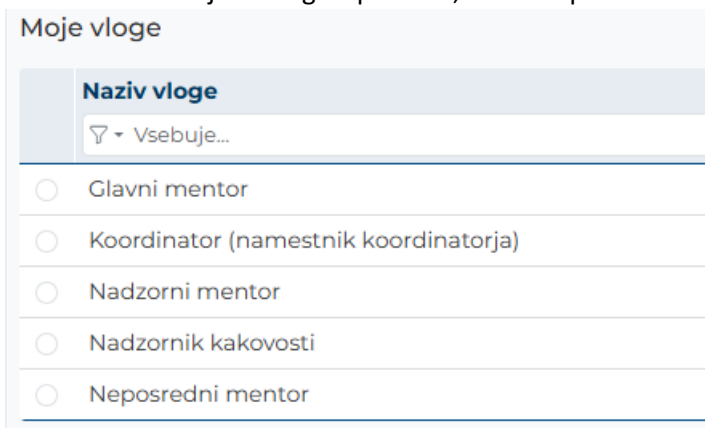 Moje vloge
Naziv vloge
Vsebuje...
Glavni mentor
Koordinator (namestnik koordinatorja)
Nadzorni mentor
Nadzornik kakovosti
Neposredni mentor